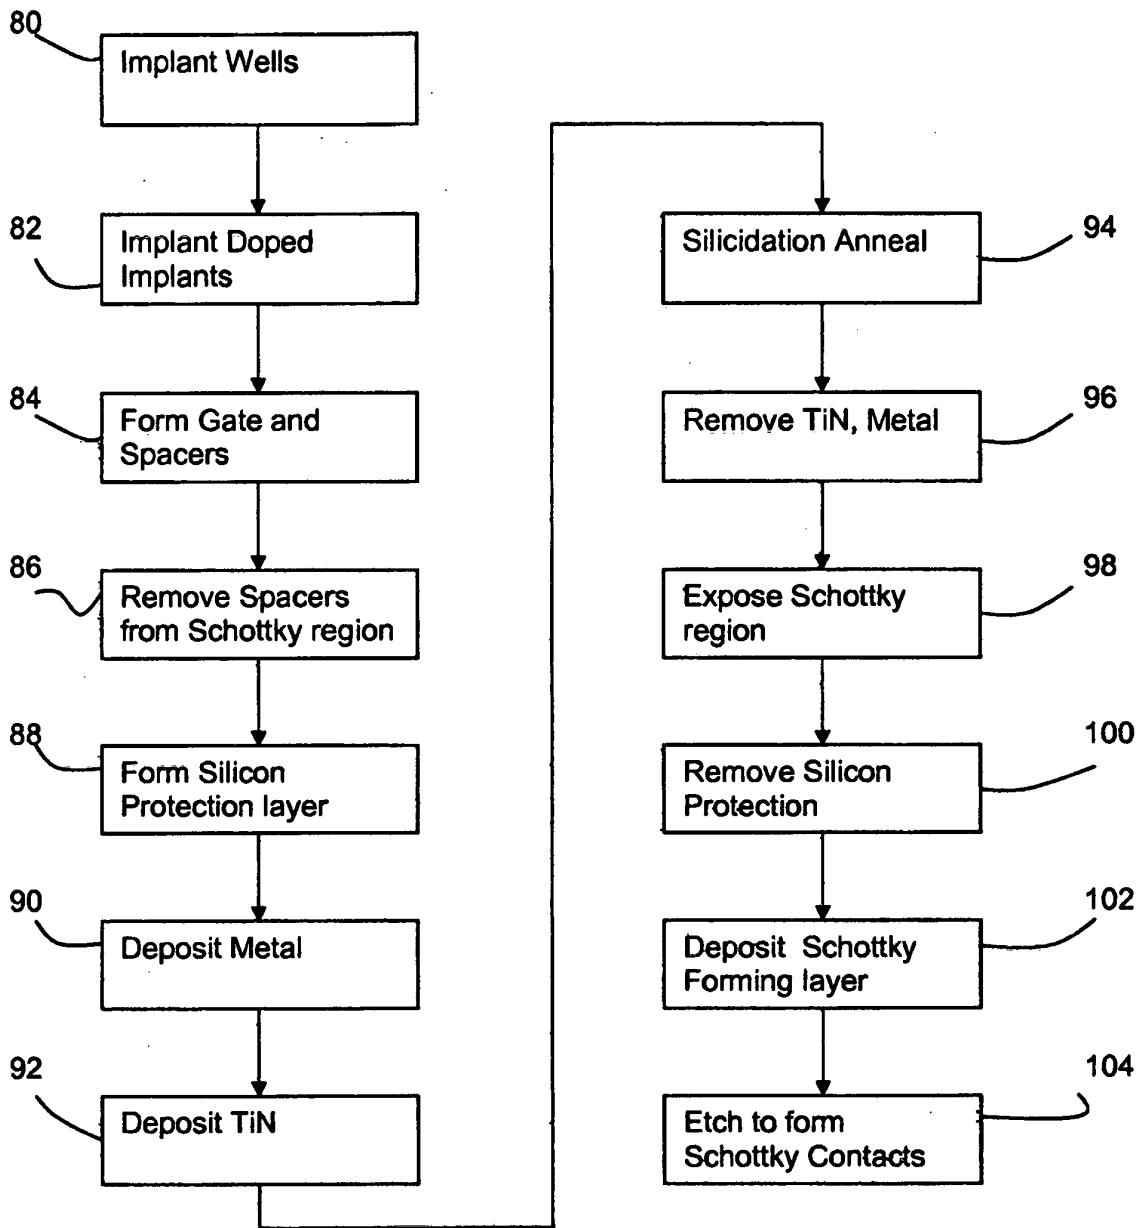 80
Implant Wells
82
Implant Doped
Implants
84
Form Gate and
Spacers
86
Remove Spacers
from Schottky region
88
Form Silicon
Protection layer
90
Deposit Metal
92
Deposit TiN
94
Silicidation Anneal
96
Remove TiN, Metal
98
Expose Schottky
region
100
Remove Silicon
Protection
102
Deposit Schottky
Forming layer
104
Etch to form
Schottky Contacts